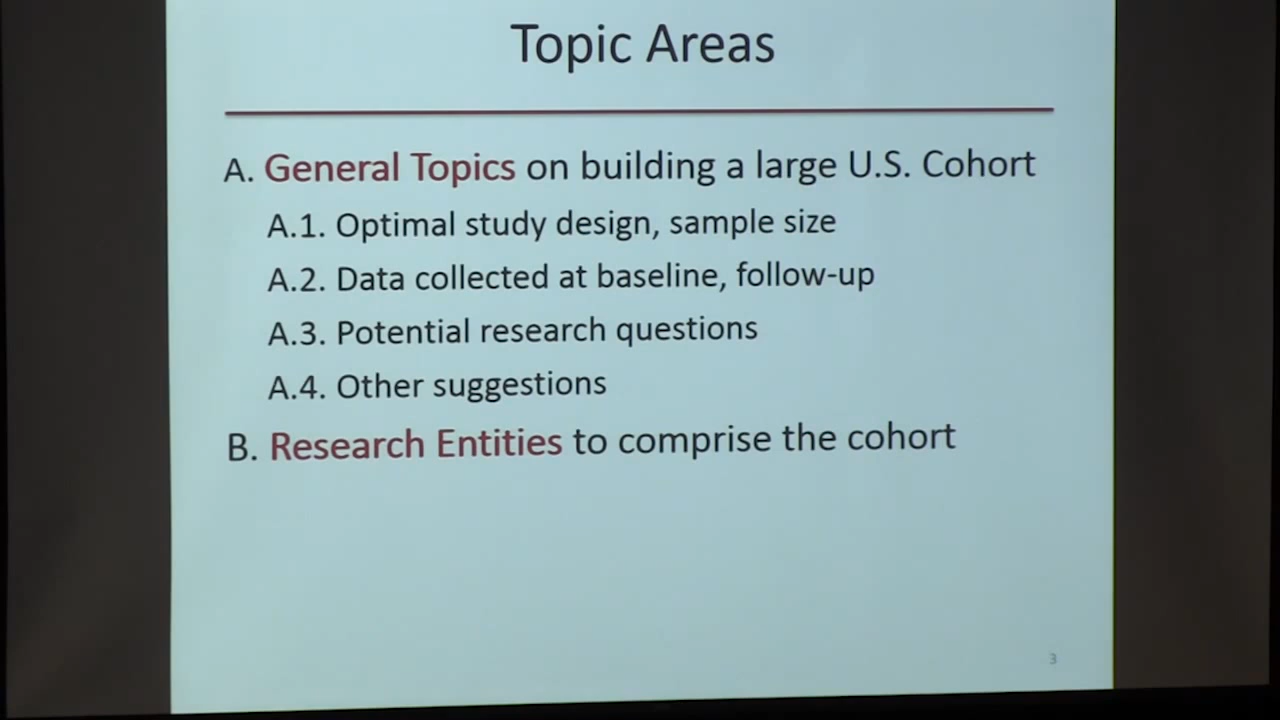 Topic Areas
A. General Topics on building a large U.S. Cohort
A.1. Optimal study design, sample size
A.2. Data collected at baseline, follow-up
A.3. Potential research questions
A.4. Other suggestions
B. Research Entities to comprise the cohort
3